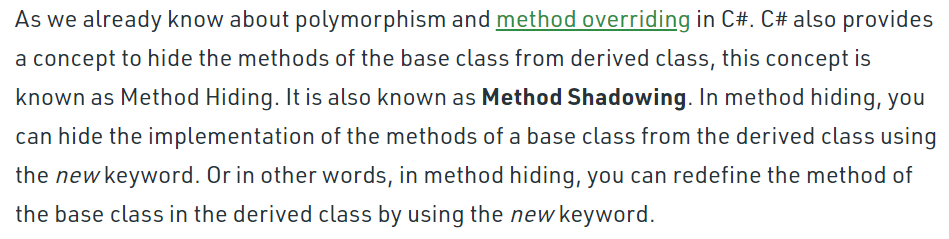 As we already know about polymorphism and method overriding in C#. C# also provides
a concept to hide the methods of the base class from derived class, this concept is
known as Method Hiding. It is also known as Method Shadowing. In method hiding, you
can hide the implementation of the methods of a base class from the derived class using
the new keyword. Or in other words, in method hiding, you can redefine the method of
the base class in the derived class by using the new keyword.